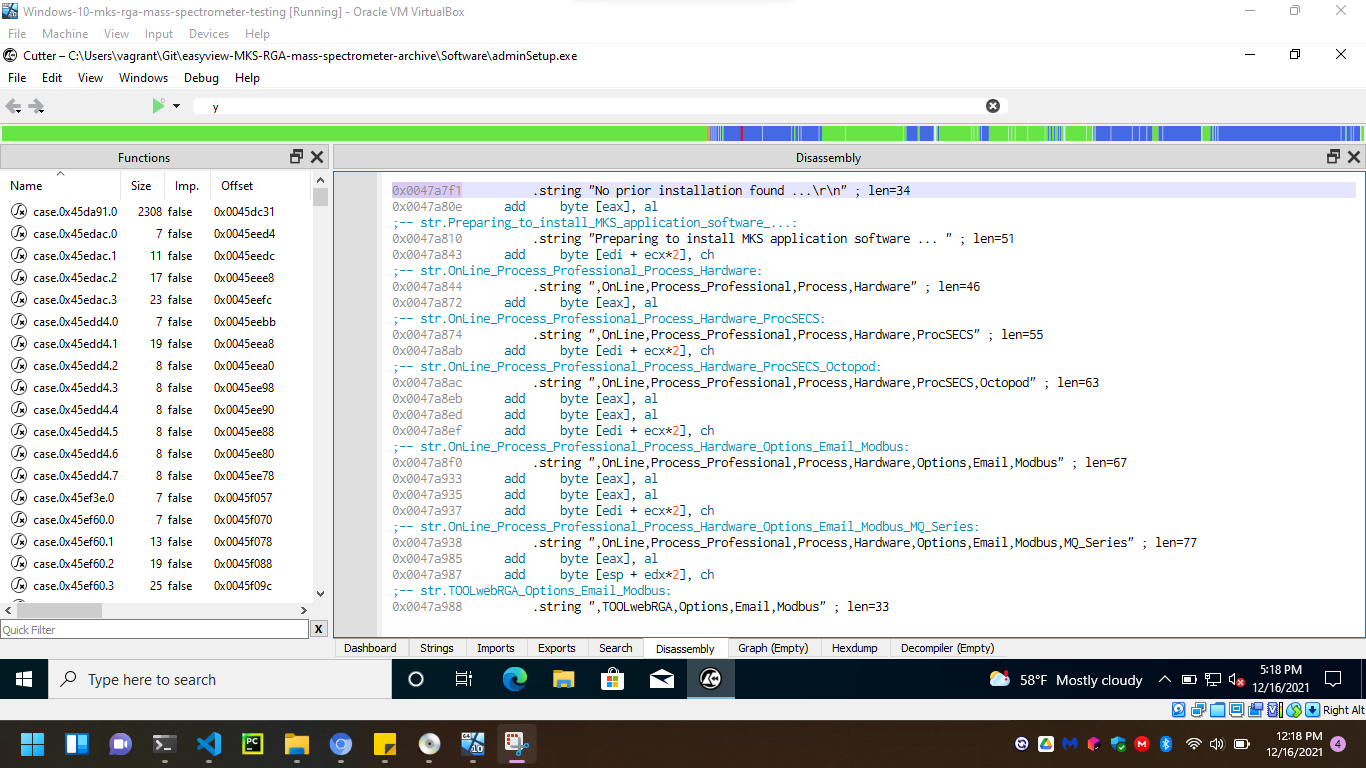 Windows-10-mks-rga-mass-spectrometer-testing [Running] - Oracle VM VirtualBox
File Machine View Input Devices Help
Cutter – C:\Users\vagrant\Git\easyview-MKS-RGA-mass-spectrometer-archive\Software\adminSetup.exe
File Edit View Windows Debug Help
y
Functions
Name Size Imp. Offset
case.0x45da91.0 2308 false 0x0045dc31
case.0x45edac.0 7 false 0x0045eed4
case.0x45edac.1 11 false 0x0045eedc
case.0x45edac.2 17 false 0x0045eee8
case.0x45edac.3 23 false 0x0045eefc
case.0x45edd4.0 7 false 0x0045eebb
case.0x45edd4.1 19 false 0x0045eea8
case.0x45edd4.2 8 false 0x0045eea0
case.0x45edd4.3 8 false 0x0045ee98
case.0x45edd4.4 8 false 0x0045ee90
case.0x45edd4.5 8 false 0x0045ee88
case.0x45edd4.6 8 false 0x0045ee80
case.0x45edd4.7 8 false 0x0045ee78
case.0x45ef3e.0 7 false 0x0045f057
case.0x45ef60.0 7 false 0x0045f070
case.0x45ef60.1 13 false 0x0045f078
case.0x45ef60.2 19 false 0x0045f088
case.0x45ef60.3 25 false 0x0045f09c
Quick Filter X
Disassembly
0x0047a7f1 .string "No prior installation found ...\r\n" ; len=34
0x0047a80e add byte [eax], al
;-- str.Preparing_to_install_MKS_application_software_...:
0x0047a810 .string "Preparing to install MKS application software ... " ; len=51
0x0047a843 add byte [edi + ecx*2], ch
;-- str.OnLine_Process_Professional_Process_Hardware:
0x0047a844 .string ",OnLine,Process_Professional,Process,Hardware" ; len=46
0x0047a872 add byte [eax], al
;-- str.OnLine_Process_Professional_Process_Hardware_ProcSECS:
0x0047a874 .string ",OnLine,Process_Professional,Process,Hardware,ProcSECS" ; len=55
0x0047a8ab add byte [edi + ecx*2], ch
;-- str.OnLine_Process_Professional_Process_Hardware_ProcSECS_Octopod:
0x0047a8ac .string ",OnLine,Process_Professional,Process,Hardware,ProcSECS,Octopod" ; len=63
0x0047a8eb add byte [eax], al
0x0047a8ed add byte [eax], al
0x0047a8ef add byte [edi + ecx*2], ch
;-- str.OnLine_Process_Professional_Process_Hardware_Options_Email_Modbus:
0x0047a8f0 .string ",OnLine,Process_Professional,Process,Hardware,Options,Email,Modbus" ; len=67
0x0047a933 add byte [eax], al
0x0047a935 add byte [eax], al
0x0047a937 add byte [edi + ecx*2], ch
;-- str.OnLine_Process_Professional_Process_Hardware_Options_Email_Modbus_MQ_Series:
0x0047a938 .string ",OnLine,Process_Professional,Process,Hardware,Options,Email,Modbus,MQ_Series" ; len=77
0x0047a985 add byte [eax], al
0x0047a987 add byte [esp + edx*2], ch
;-- str.TOOLwebRGA_Options_Email_Modbus:
0x0047a988 .string ",TOOLwebRGA,Options,Email,Modbus" ; len=33
Dashboard Strings Imports Exports Search Disassembly Graph (Empty) Hexdump Decompiler (Empty)
Type here to search
58°F Mostly cloudy
5:18 PM
12/16/2021
Right Alt
12:18 PM
12/16/2021
4